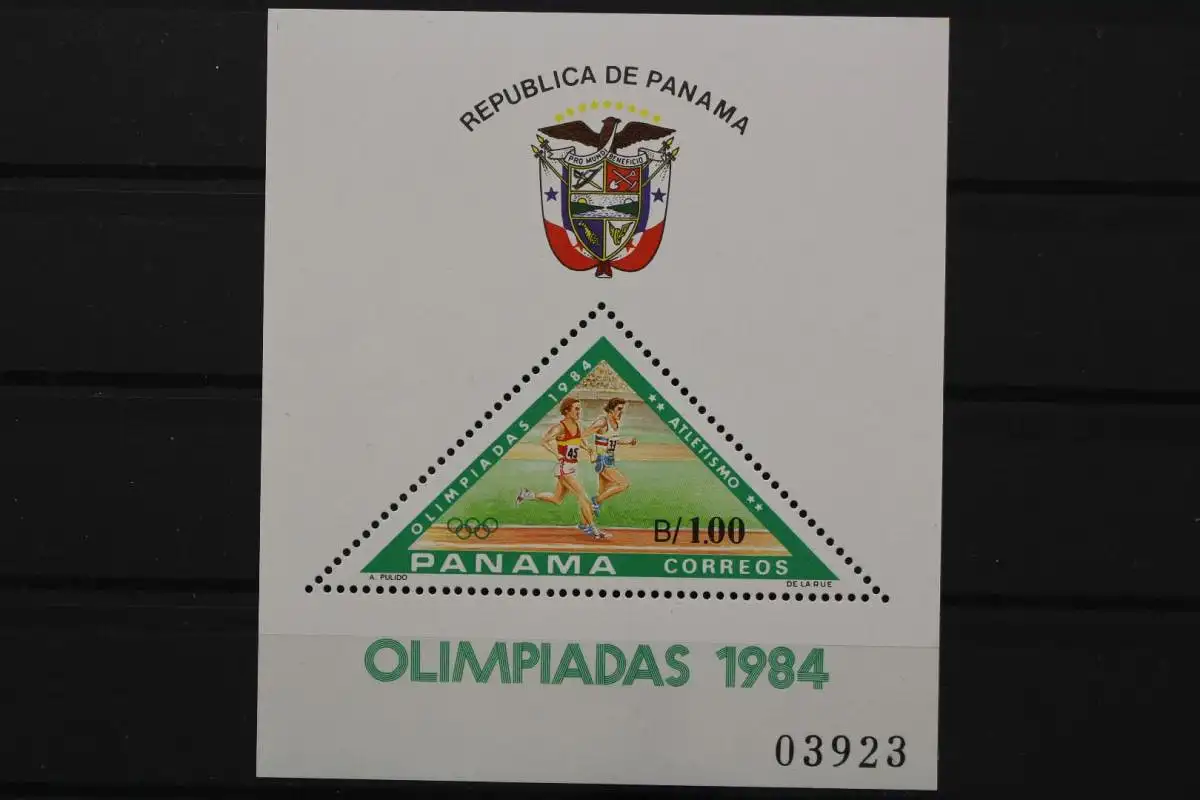 REPUBLICA DE PANAMA
PRO MUNDI BENEFICIO
OLIMPIADAS 1984
ATLETISMO
45
33
B/1.00
PANAMA CORREOS
A. PULIDO
DE LA RUE
OLIMPIADAS 1984
03923